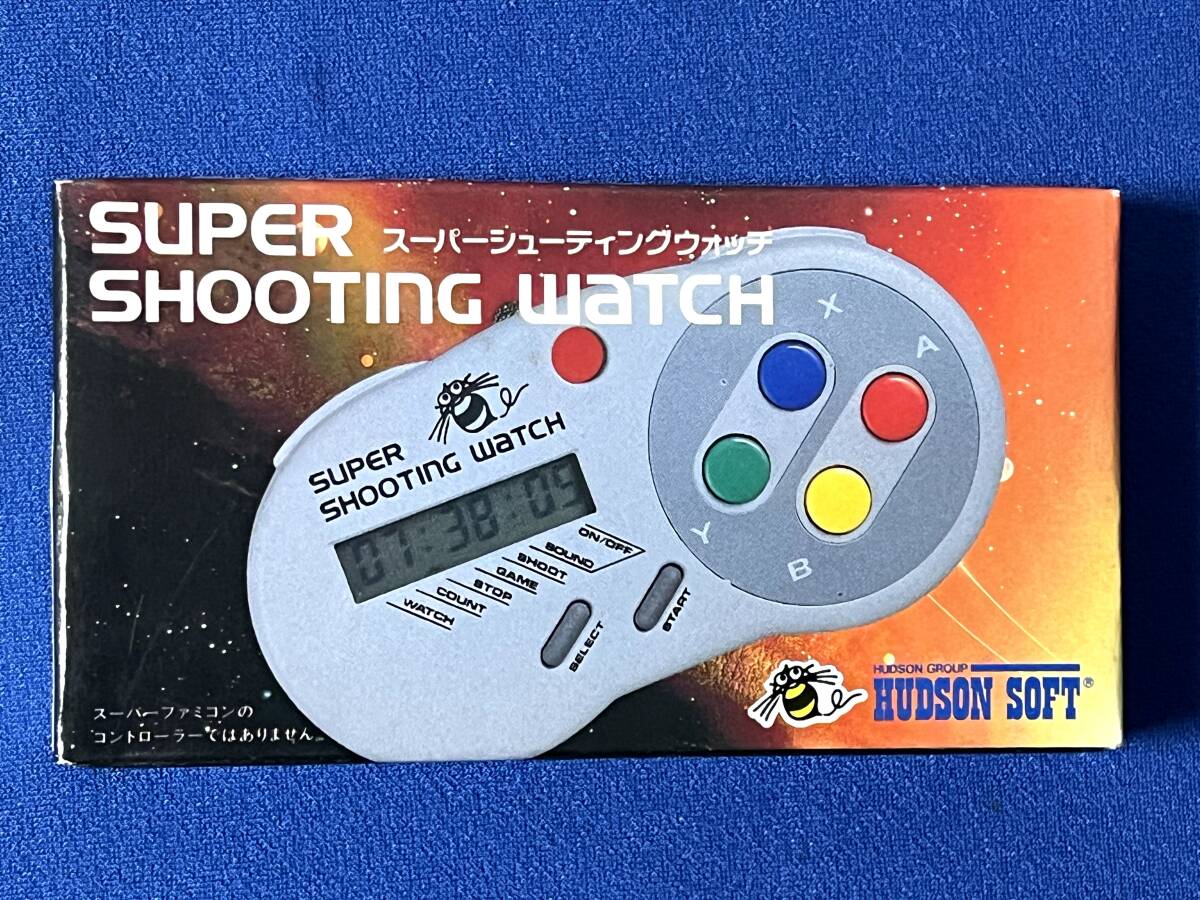 SUPER
スーパーシューティングウォッチ
SHOOTING WATCH
X
A
Y
B
SUPER
SHOOTING WATCH
07:38:05
ON/OFF
SOUND
SHOOT
GAME
STOP
COUNT
WATCH
SELECT
START
スーパーファミコンの
コントローラーではありません。
HUDSON GROUP
HUDSON SOFT®